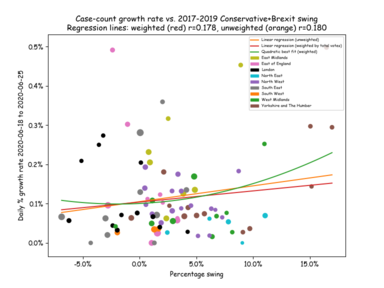 Case-count growth rate vs. 2017-2019 Conservative+Brexit swing
Regression lines: weighted (red) r=0.178, unweighted (orange) r=0.180
Linear regression (unweighted)
Linear regression (weighted by total votes)
Quadratic best fit (weighted)
East Midlands
East of England
London
North East
North West
South East
South West
West Midlands
Yorkshire and The Humber
Daily % growth rate 2020-06-18 to 2020-06-25
0.5%
0.4%
0.3%
0.2%
0.1%
0.0%
-5.0%
0.0%
5.0%
10.0%
15.0%
Percentage swing